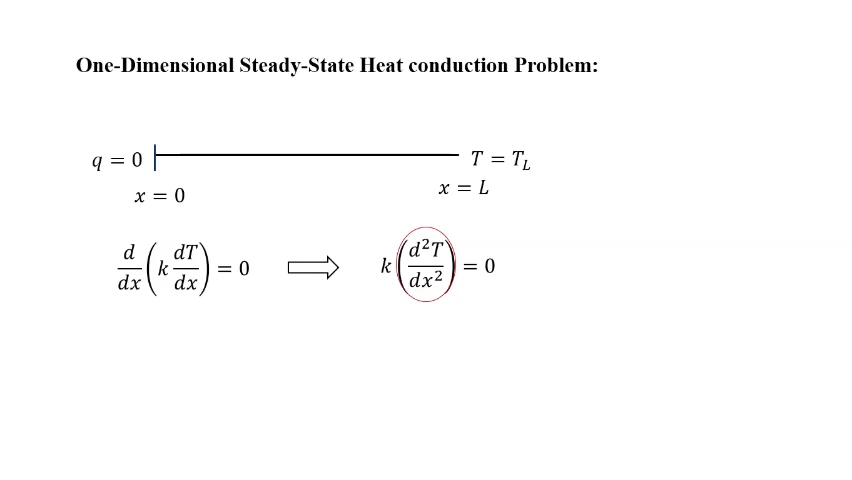 One-Dimensional Steady-State Heat conduction Problem:
q = 0
T = T_L
x = 0
x = L
d/dx (k dT/dx) = 0 ⇒ k (d²T/dx²) = 0